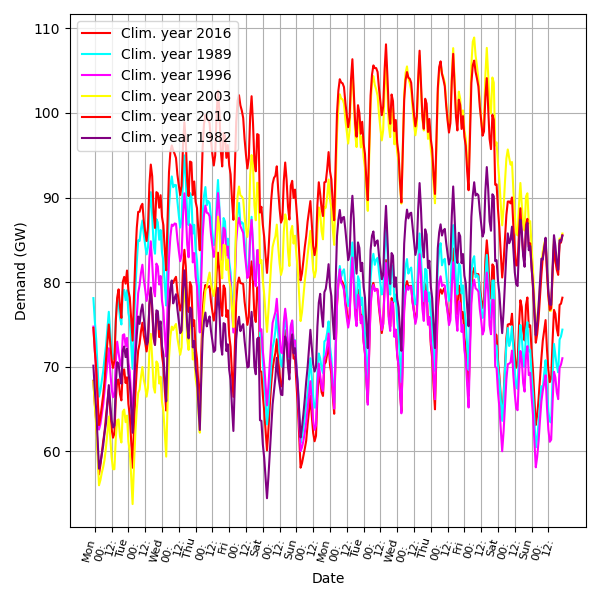 110
100
90
80
70
60
Demand (GW)
Clim. year 2016
Clim. year 1989
Clim. year 1996
Clim. year 2003
Clim. year 2010
Clim. year 1982
Mon
00:
12:
Tue
00:
12:
Wed
00:
12:
Thu
00:
12:
Fri
00:
12:
Sat
00:
12:
Sun
00:
12:
Mon
00:
12:
Tue
00:
12:
Wed
00:
12:
Thu
00:
12:
Fri
00:
12:
Sat
00:
12:
Sun
00:
12:
Date